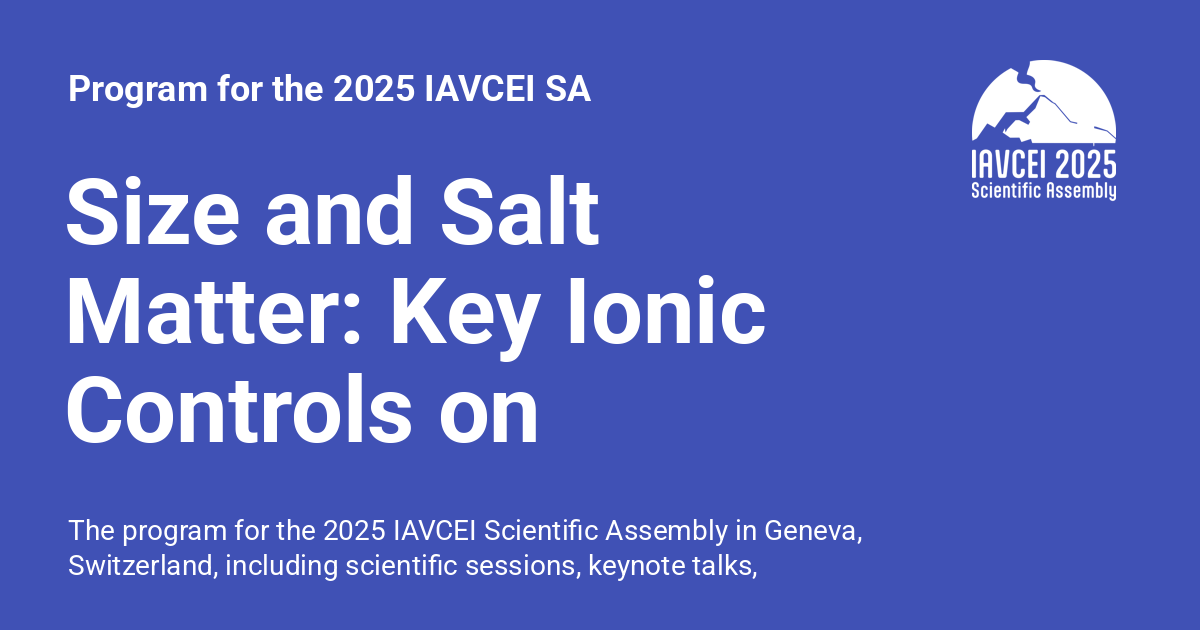 Program for the 2025 IAVCEI SA
IAVCEI 2025
Scientific Assembly
Size and Salt
Matter: Key Ionic
Controls on
The program for the 2025 IAVCEI Scientific Assembly in Geneva,
Switzerland, including scientific sessions, keynote talks,